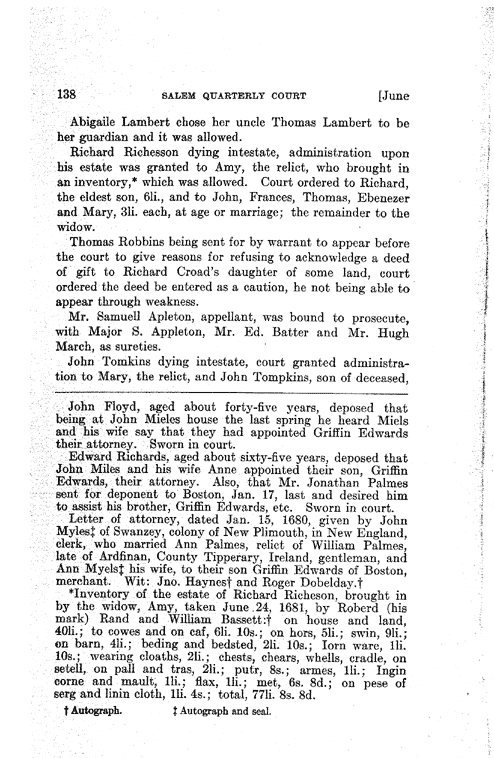 138 SALEM QUARTERLY COURT [June
Abigaile Lambert chose her uncle Thomas Lambert to be
her guardian and it was allowed.
Richard Richesson dying intestate, administration upon
his estate was granted to Amy, the relict, who brought in
an inventory,* which was allowed. Court ordered to Richard,
the eldest son, 6li., and to John, Frances, Thomas, Ebenezer
and Mary, 3li. each, at age or marriage; the remainder to the
widow.
Thomas Robbins being sent for by warrant to appear before
the court to give reasons for refusing to acknowledge a deed
of gift to Richard Croad's daughter of some land, court
ordered the deed be entered as a caution, he not being able to
appear through weakness.
Mr. Samuell Apleton, appellant, was bound to prosecute,
with Major S. Appleton, Mr. Ed. Batter and Mr. Hugh
March, as sureties.
John Tomkins dying intestate, court granted administra-
tion to Mary, the relict, and John Tompkins, son of deceased,
John Floyd, aged about forty-five years, deposed that
being at John Mieles house the last spring he heard Miels
and his wife say that they had appointed Griffin Edwards
their attorney. Sworn in court.
Edward Richards, aged about sixty-five years, deposed that
John Miles and his wife Anne appointed their son, Griffin
Edwards, their attorney. Also, that Mr. Jonathan Palmes
sent for deponent to Boston, Jan. 17, last and desired him
to assist his brother, Griffin Edwards, etc. Sworn in court.
Letter of attorney, dated Jan. 15, 1680, given by John
Myles‡ of Swanzey, colony of New Plimouth, in New England,
clerk, who married Ann Palmes, relict of William Palmes,
late of Ardfinan, County Tipperary, Ireland, gentleman, and
Ann Myels‡ his wife, to their son Griffin Edwards of Boston,
merchant. Wit: Jno. Haynes† and Roger Dobelday.†
*Inventory of the estate of Richard Richeson, brought in
by the widow, Amy, taken June 24, 1681, by Roberd (his
mark) Rand and William Bassett:† on house and land,
40li.; to cowes and on caf, 6li. 10s.; on hors, 5li.; swin, 9li.;
on barn, 4li.; beding and bedsted, 2li. 10s.; Iorn ware, 1li.
10s.; wearing cloaths, 2li.; chests, chears, whells, cradle, on
setell, on pall and tras, 2li.; putr, 8s.; armes, 1li.; Ingin
corne and mault, 1li.; flax, 1li.; met, 6s. 8d.; on pese of
serg and linin cloth, 1li. 4s.; total, 77li. 8s. 8d.
† Autograph. ‡ Autograph and seal.